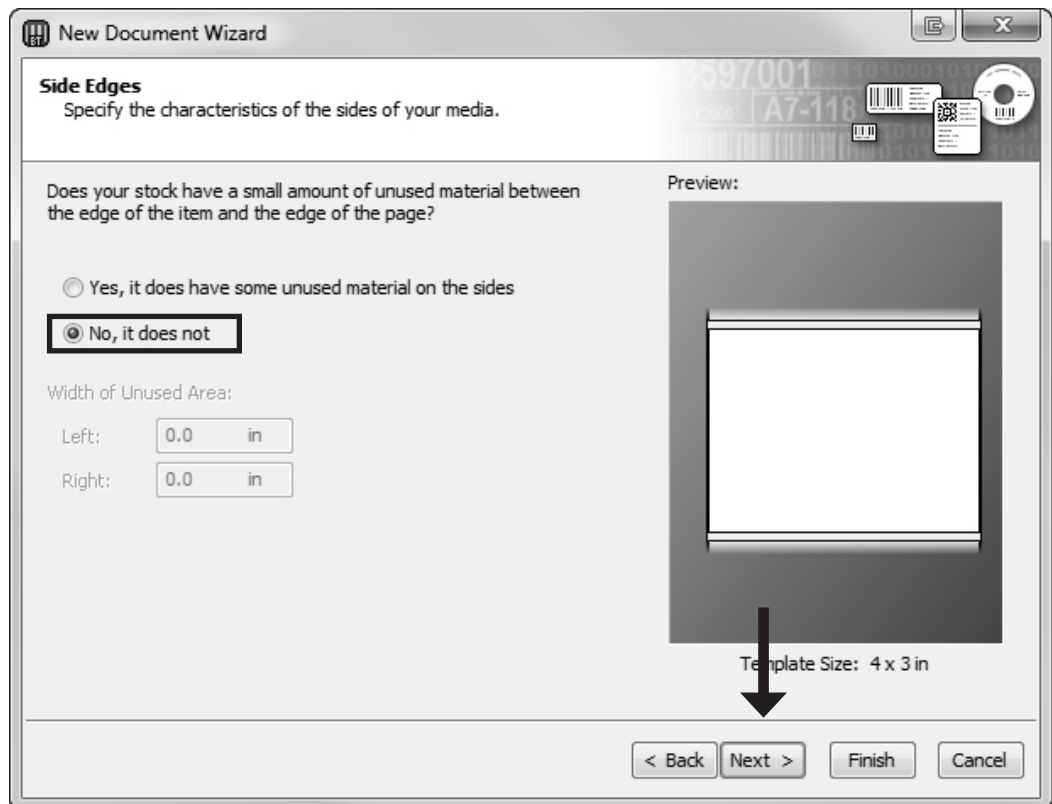 New Document Wizard
Side Edges
Specify the characteristics of the sides of your media.
3597001
A7-118
Does your stock have a small amount of unused material between
the edge of the item and the edge of the page?
Preview:
Yes, it does have some unused material on the sides
No, it does not
Width of Unused Area:
Left: 0.0 in
Right: 0.0 in
Template Size: 4 x 3 in
< Back Next > Finish Cancel